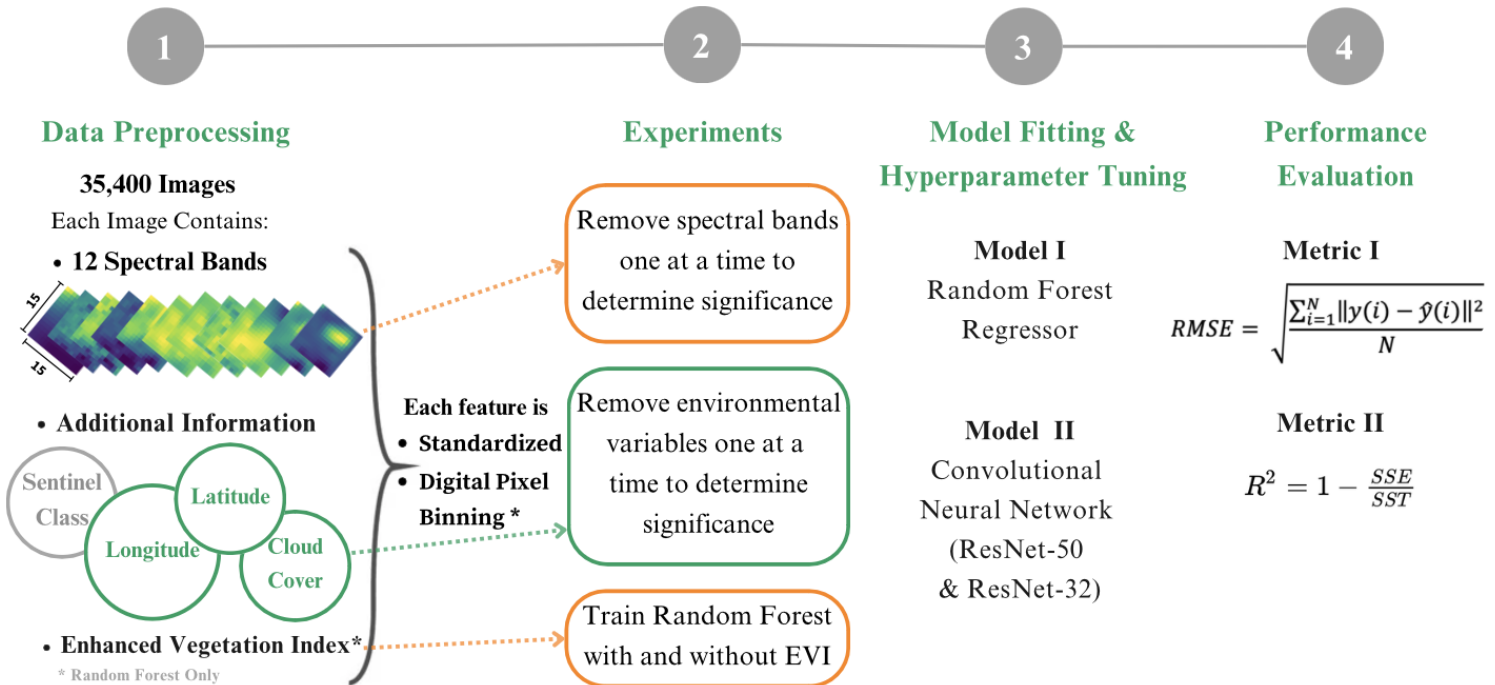 1
2
3
4
Data Preprocessing
35,400 Images
Each Image Contains:
• 12 Spectral Bands
15
15
• Additional Information
Sentinel
Class
Longitude
Latitude
Cloud
Cover
• Enhanced Vegetation Index*
* Random Forest Only
Each feature is
• Standardized
• Digital Pixel
Binning *
Experiments
Remove spectral bands
one at a time to
determine significance
Remove environmental
variables one at a
time to determine
significance
Train Random Forest
with and without EVI
Model Fitting &
Hyperparameter Tuning
Model I
Random Forest
Regressor
Model II
Convolutional
Neural Network
(ResNet-50
& ResNet-32)
Performance
Evaluation
Metric I
RMSE = √(∑ᵢ₌₁ᴺ ‖y(i) − ŷ(i)‖² / N)
Metric II
R² = 1 − SSE/SST